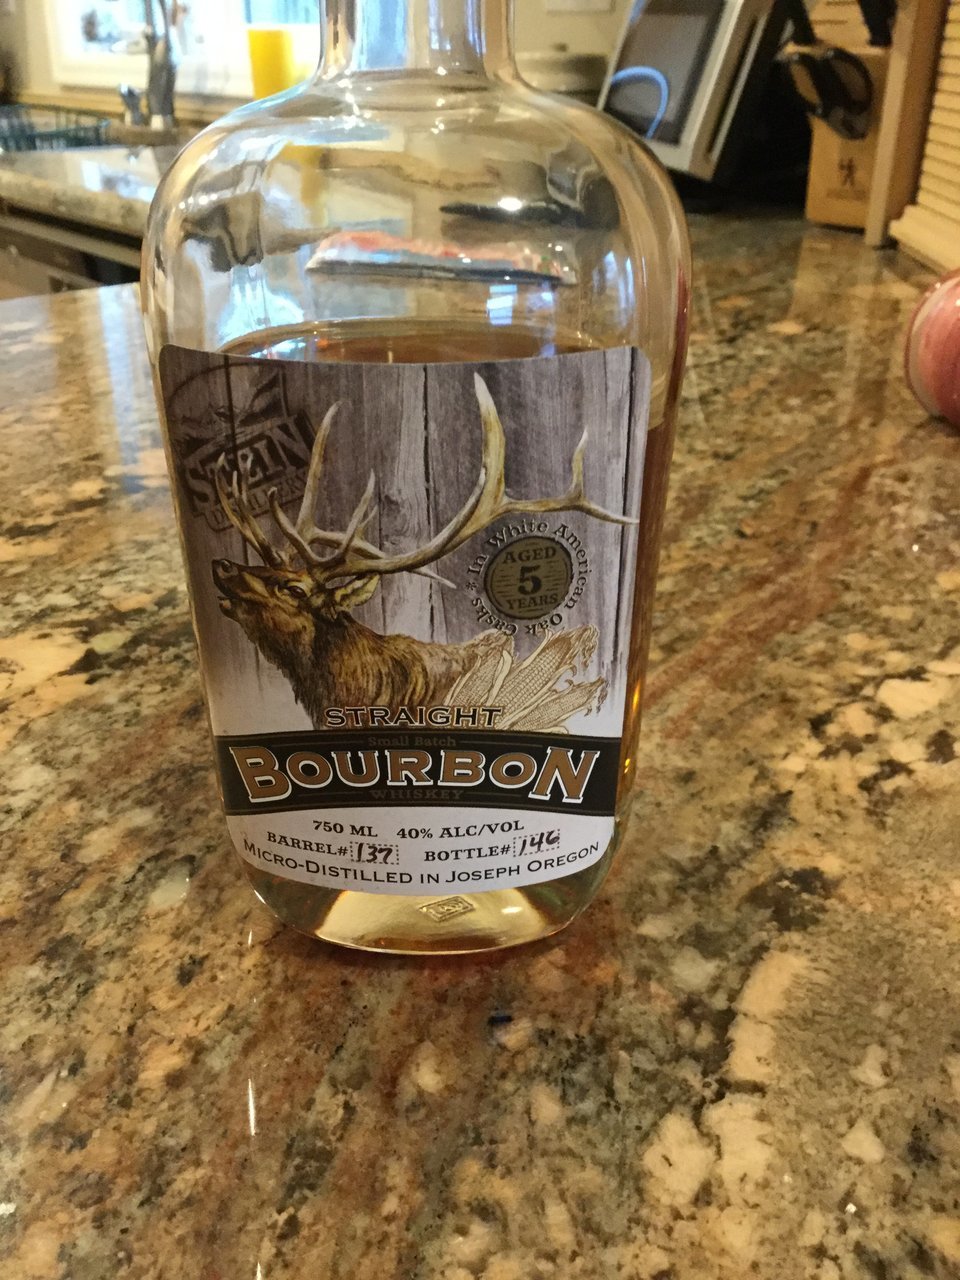 STEIN
DISTILLERY
In White American Oak Casks *
AGED
5
YEARS
STRAIGHT
Small Batch
BOURBON
WHISKEY
750 ML 40% ALC/VOL
BARREL# 137 BOTTLE# 146
MICRO-DISTILLED IN JOSEPH OREGON